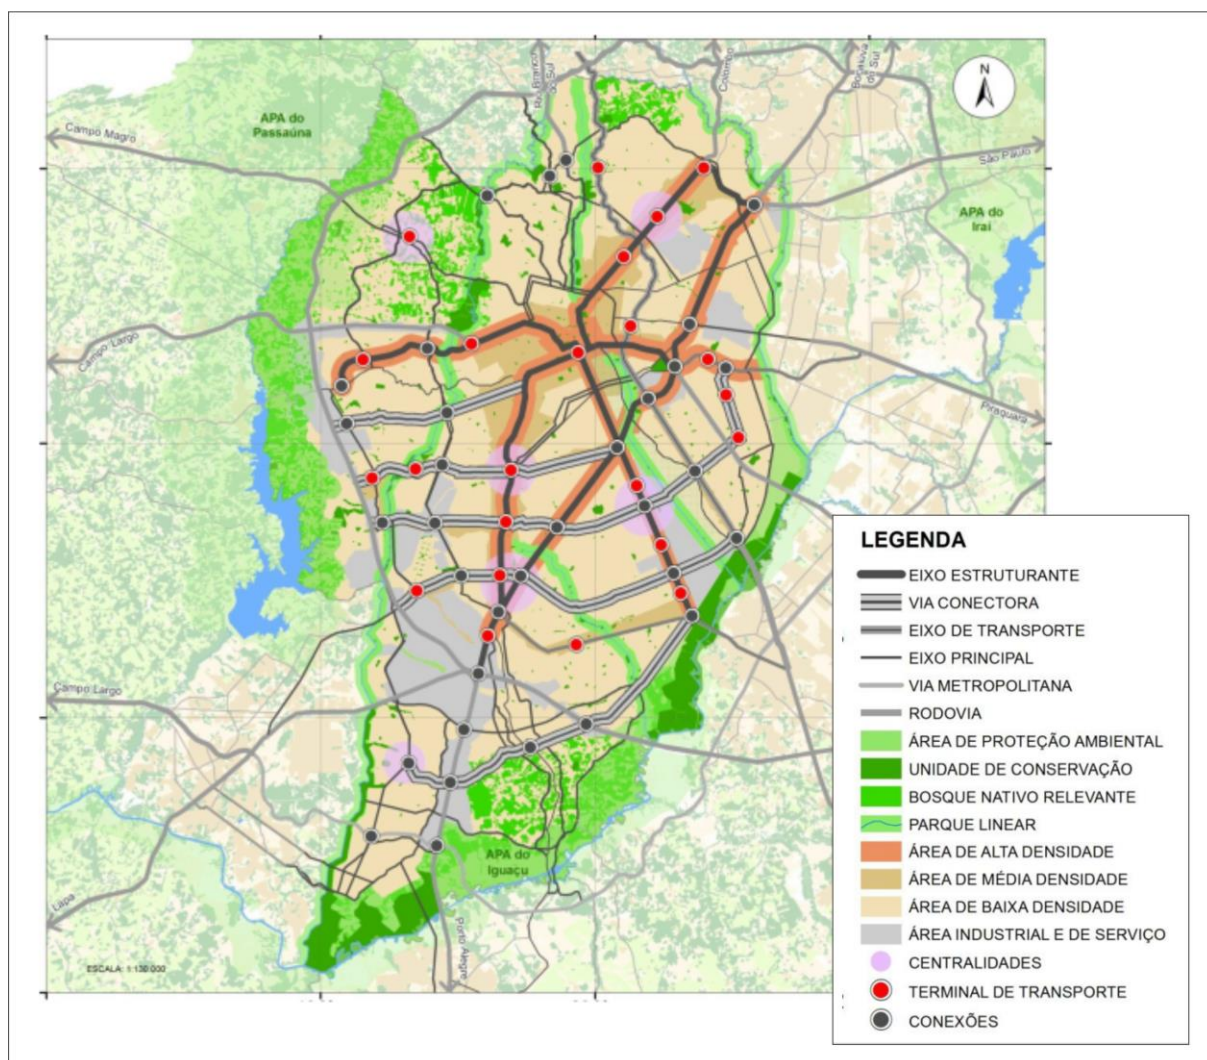 Rio Branco
do Sul
Colombo
Bocaiúva
do Sul
N
APA do
Passaúna
Campo Magro
São Paulo
APA do
Iraí
Campo Largo
Piraquara
LEGENDA
EIXO ESTRUTURANTE
VIA CONECTORA
EIXO DE TRANSPORTE
EIXO PRINCIPAL
VIA METROPOLITANA
RODOVIA
ÁREA DE PROTEÇÃO AMBIENTAL
UNIDADE DE CONSERVAÇÃO
BOSQUE NATIVO RELEVANTE
PARQUE LINEAR
ÁREA DE ALTA DENSIDADE
ÁREA DE MÉDIA DENSIDADE
ÁREA DE BAIXA DENSIDADE
ÁREA INDUSTRIAL E DE SERVIÇO
CENTRALIDADES
TERMINAL DE TRANSPORTE
CONEXÕES
Campo Largo
APA do
Iguaçu
Lapa
Porto Alegre
ESCALA: 1:130.000